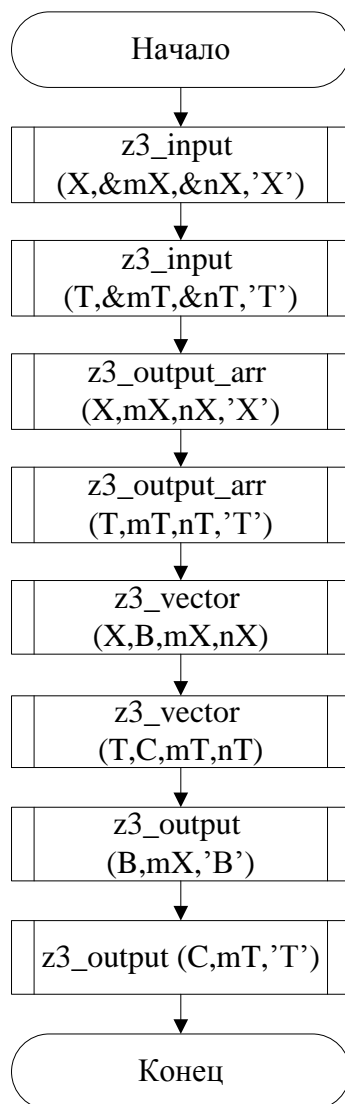 Начало
z3_input
(X,&mX,&nX,’X’)
z3_input
(T,&mT,&nT,’T’)
z3_output_arr
(X,mX,nX,’X’)
z3_output_arr
(T,mT,nT,’T’)
z3_vector
(X,B,mX,nX)
z3_vector
(T,C,mT,nT)
z3_output
(B,mX,’B’)
z3_output (C,mT,’T’)
Конец